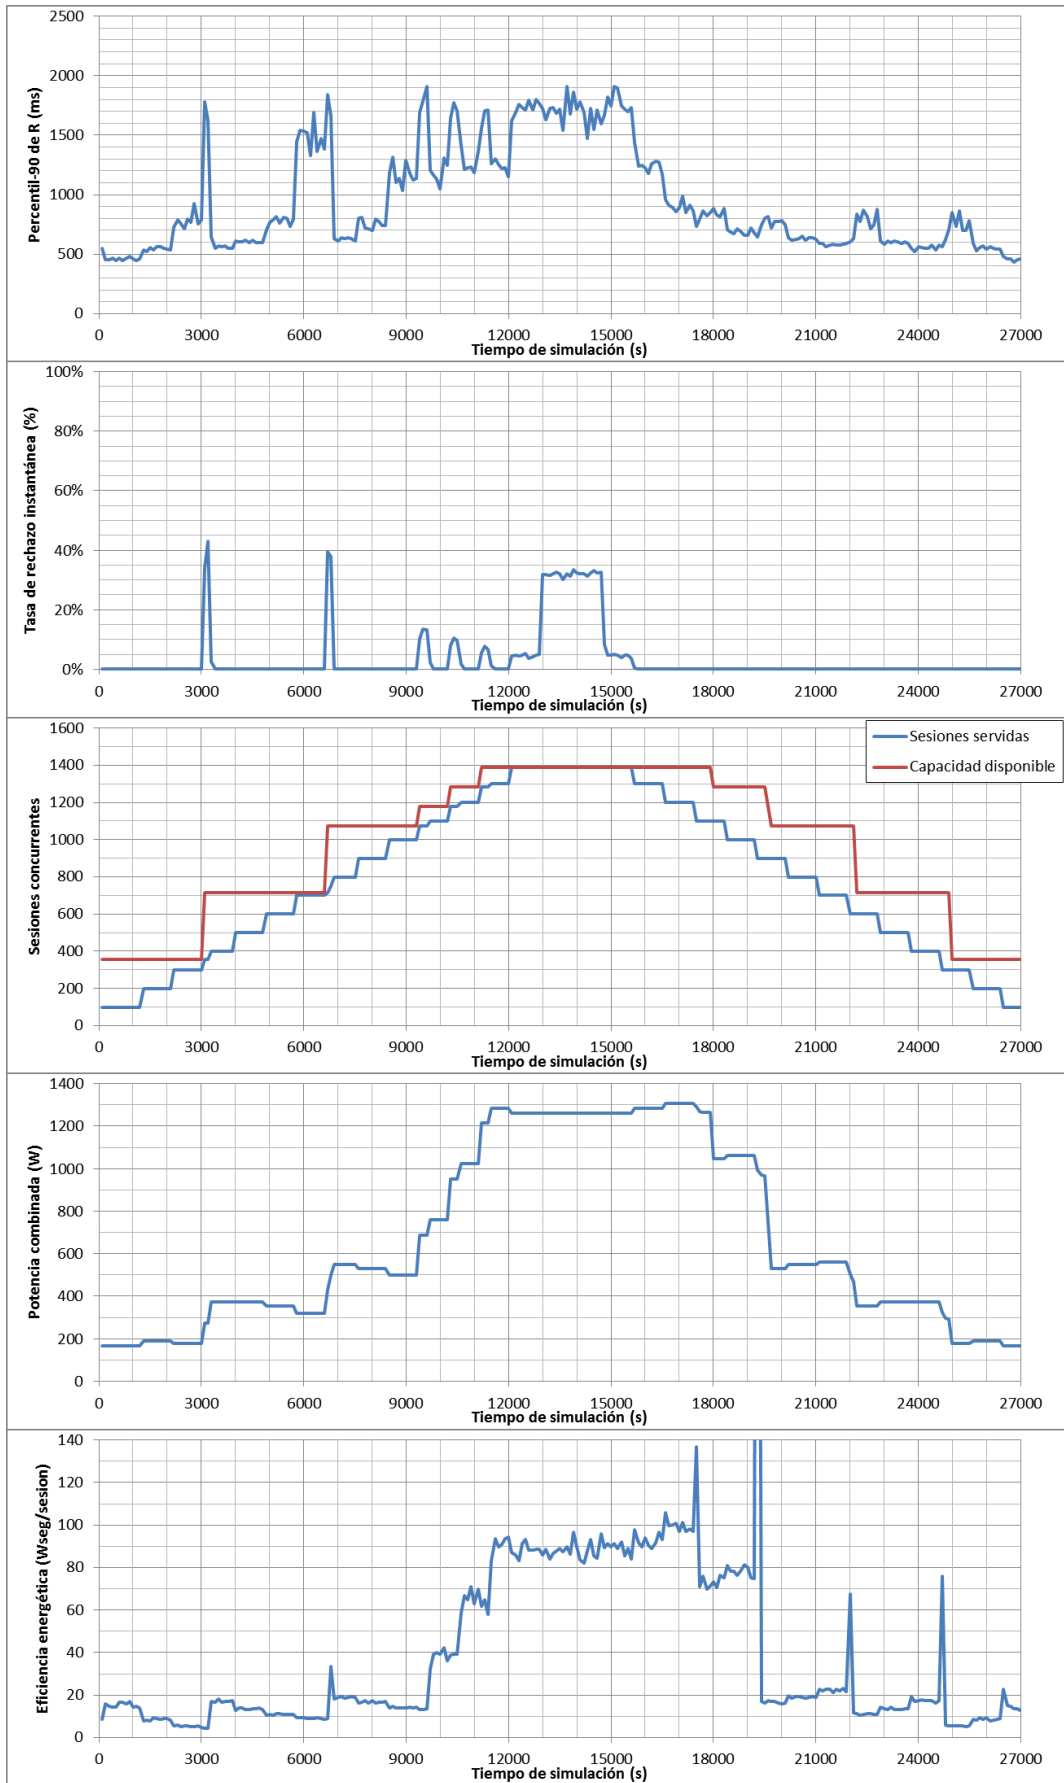 Percentil-90 de R (ms)
2500
2000
1500
1000
500
0
0 3000 6000 9000 12000 15000 18000 21000 24000 27000
Tiempo de simulación (s)
Tasa de rechazo instantánea (%)
100%
80%
60%
40%
20%
0%
0 3000 6000 9000 12000 15000 18000 21000 24000 27000
Tiempo de simulación (s)
Sesiones concurrentes
1600
1400
1200
1000
800
600
400
200
0
Sesiones servidas
Capacidad disponible
0 3000 6000 9000 12000 15000 18000 21000 24000 27000
Tiempo de simulación (s)
Potencia combinada (W)
1400
1200
1000
800
600
400
200
0
0 3000 6000 9000 12000 15000 18000 21000 24000 27000
Tiempo de simulación (s)
Eficiencia energética (Wseg/sesion)
140
120
100
80
60
40
20
0
0 3000 6000 9000 12000 15000 18000 21000 24000 27000
Tiempo de simulación (s)